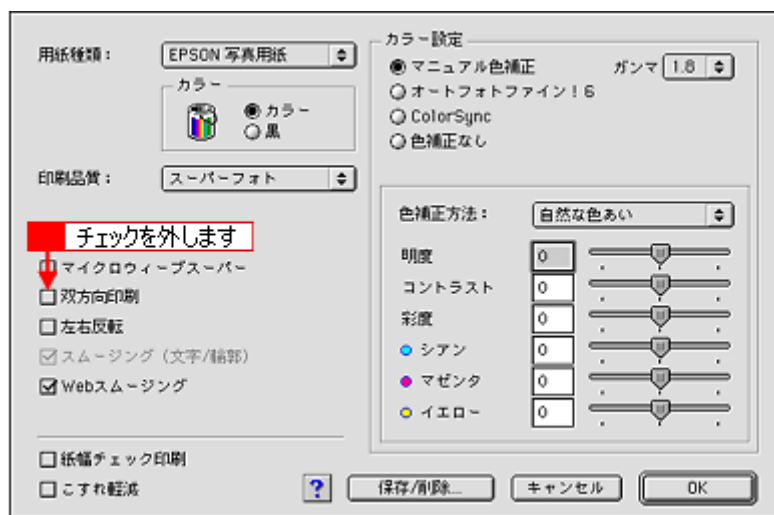 用紙種類：
EPSON 写真用紙
カラー
カラー
黒
印刷品質：
スーパーフォト
チェックを外します
マイクロウィーブスーパー
双方向印刷
左右反転
スムージング（文字/輪郭）
Webスムージング
紙幅チェック印刷
こすれ軽減
カラー設定
マニュアル色補正
ガンマ 1.8
オートフォトファイン！6
ColorSync
色補正なし
色補正方法：
自然な色あい
明度 0
コントラスト 0
彩度 0
シアン 0
マゼンタ 0
イエロー 0
?
保存/削除...
キャンセル
OK